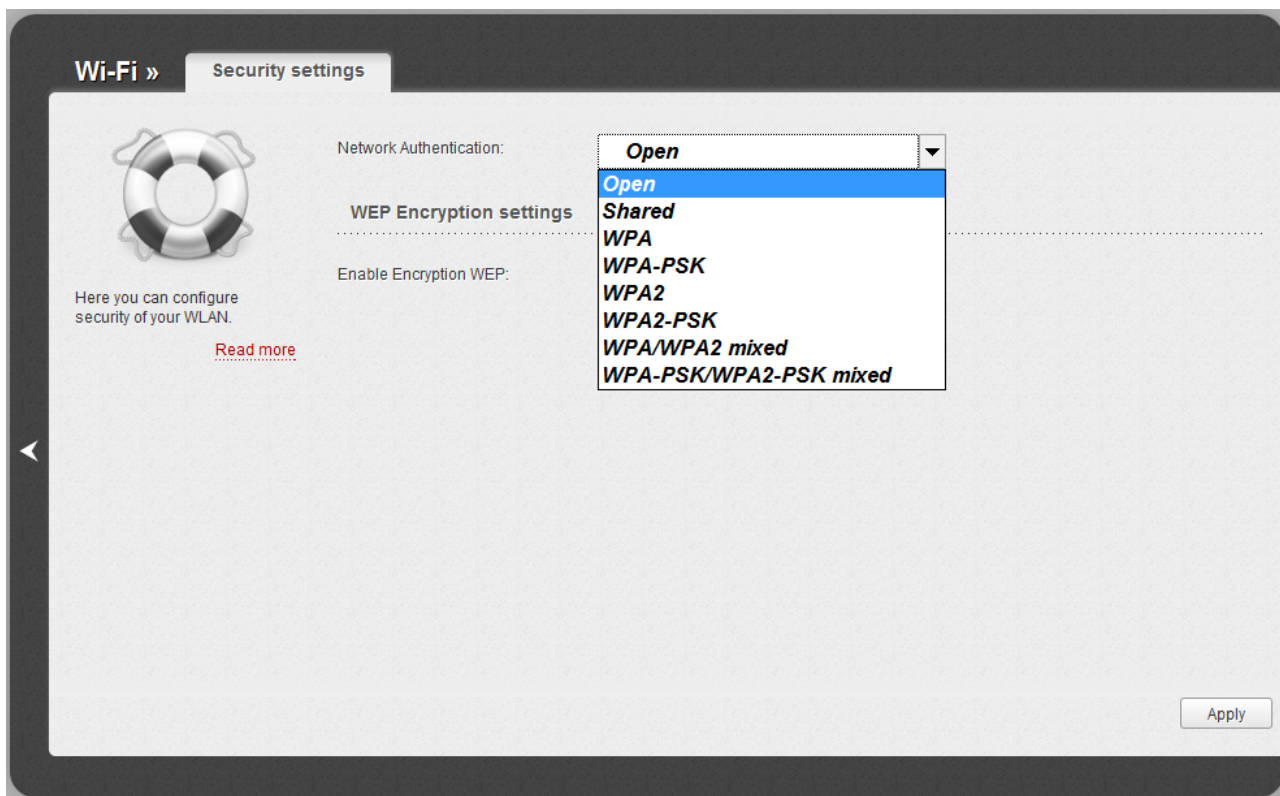 Wi-Fi »
Security settings
Network Authentication:
Open
Open
Shared
WPA
WPA-PSK
WPA2
WPA2-PSK
WPA/WPA2 mixed
WPA-PSK/WPA2-PSK mixed
WEP Encryption settings
Enable Encryption WEP:
Here you can configure
security of your WLAN.
Read more
Apply